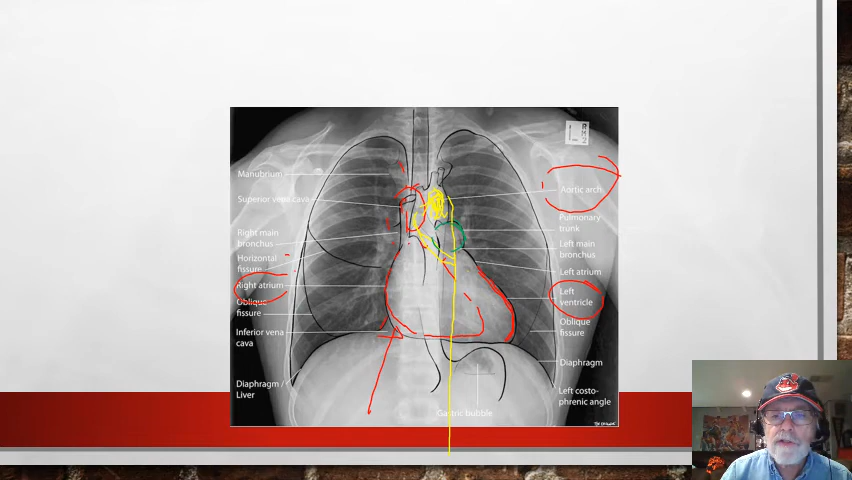 Manubrium
Superior vena cava
Right main
bronchus
Horizontal
fissure
Right atrium
Oblique
fissure
Inferior vena
cava
Diaphragm /
Liver
Aortic arch
Pulmonary
trunk
Left main
bronchus
Left atrium
Left
ventricle
Oblique
fissure
Diaphragm
Left costo-
phrenic angle
Gastric bubble